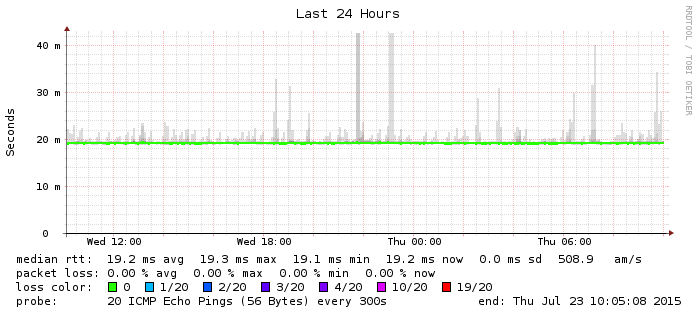 Last 24 Hours
RRDTOOL / TOBI OETIKER
Seconds
40 m
30 m
20 m
10 m
0
Wed 12:00 Wed 18:00 Thu 00:00 Thu 06:00
median rtt: 19.2 ms avg 19.3 ms max 19.1 ms min 19.2 ms now 0.0 ms sd 508.9 am/s
packet loss: 0.00 % avg 0.00 % max 0.00 % min 0.00 % now
loss color: 0 1/20 2/20 3/20 4/20 10/20 19/20
probe: 20 ICMP Echo Pings (56 Bytes) every 300s end: Thu Jul 23 10:05:08 2015